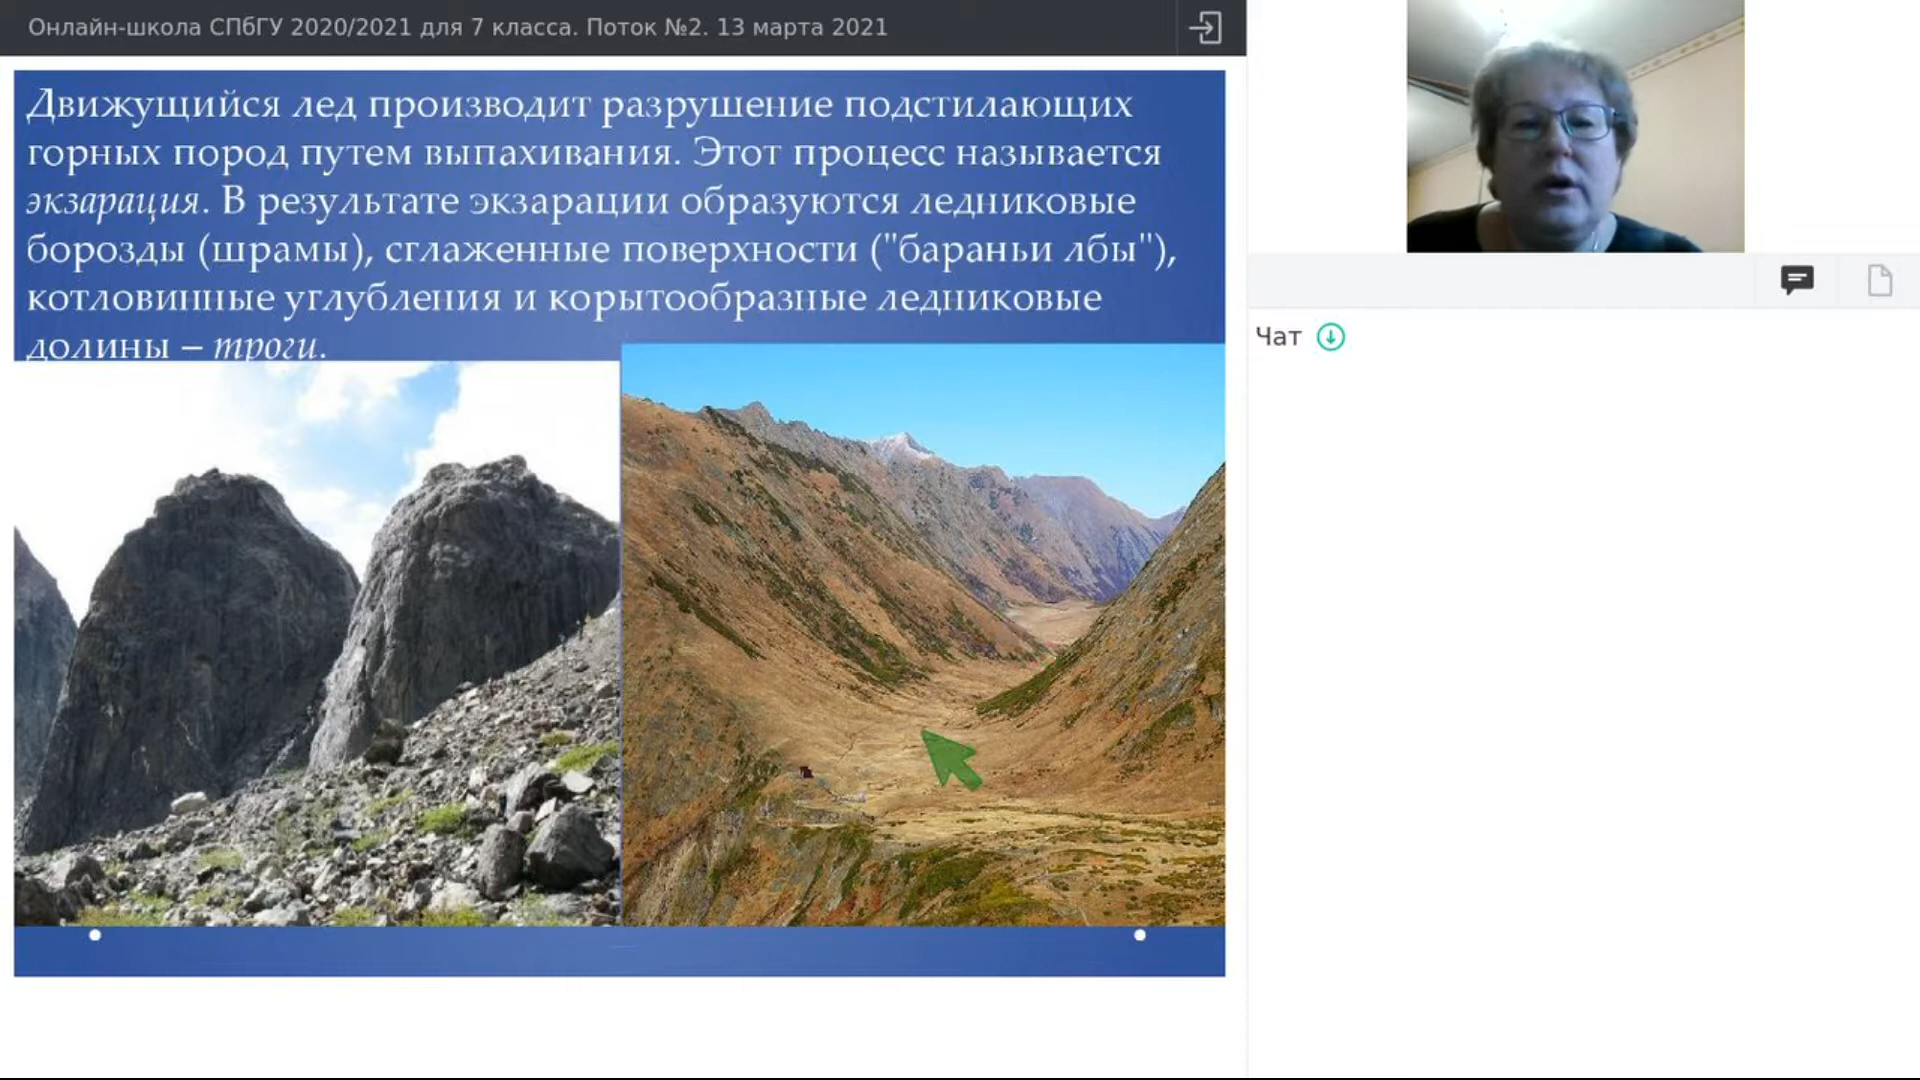 Онлайн-школа СПбГУ 2020/2021 для 7 класса. Поток №2. 13 марта 2021
Движущийся лед производит разрушение подстилающих
горных пород путем выпахивания. Этот процесс называется
экзарация. В результате экзарации образуются ледниковые
борозды (шрамы), сглаженные поверхности ("бараньи лбы"),
котловинные углубления и корытообразные ледниковые
долины – троги.
Чат